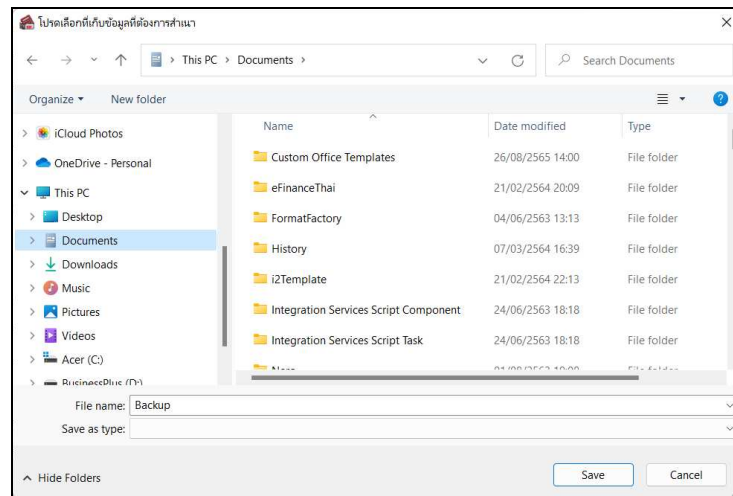 โปรดเลือกที่เก็บข้อมูลที่ต้องการสำเนา
This PC > Documents >
Search Documents
Organize
New folder
Name
Date modified
Type
iCloud Photos
OneDrive - Personal
This PC
Desktop
Documents
Downloads
Music
Pictures
Videos
Acer (C:)
BusinessPlus (D:)
Custom Office Templates 26/08/2565 14:00 File folder
eFinanceThai 21/02/2564 20:09 File folder
FormatFactory 04/06/2563 13:13 File folder
History 07/03/2564 16:39 File folder
i2Template 21/02/2564 22:13 File folder
Integration Services Script Component 24/06/2563 18:18 File folder
Integration Services Script Task 24/06/2563 18:18 File folder
File name: Backup
Save as type:
Hide Folders
Save
Cancel